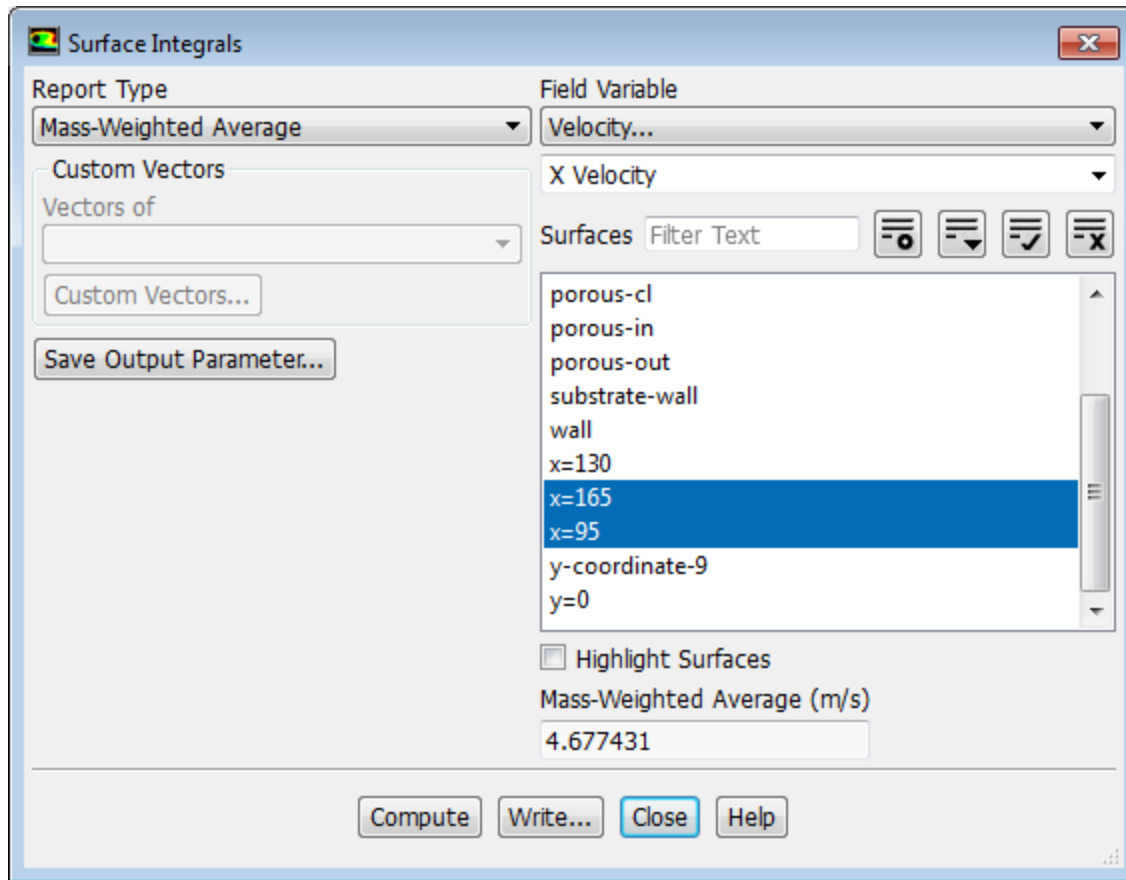 Surface Integrals
Report Type
Mass-Weighted Average
Custom Vectors
Vectors of
Custom Vectors...
Save Output Parameter...
Field Variable
Velocity...
X Velocity
Surfaces Filter Text
porous-cl
porous-in
porous-out
substrate-wall
wall
x=130
x=165
x=95
y-coordinate-9
y=0
Highlight Surfaces
Mass-Weighted Average (m/s)
4.677431
Compute Write... Close Help